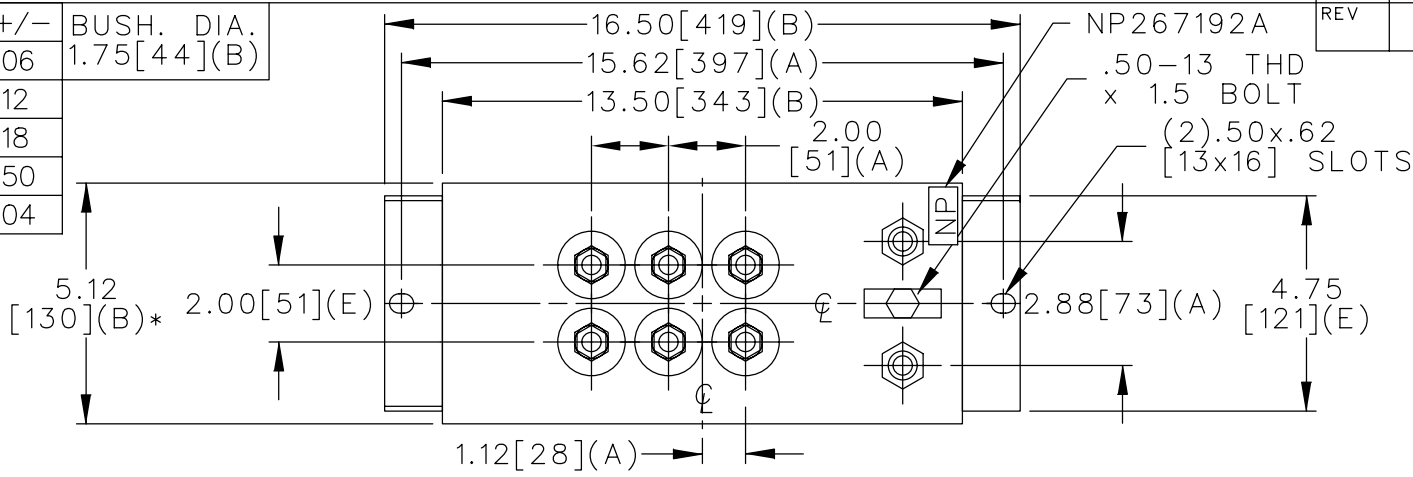 +/-
06
12
18
50
04
BUSH. DIA.
1.75[44](B)
16.50[419](B)
15.62[397](A)
13.50[343](B)
2.00
[51](A)
NP267192A
.50-13 THD
x 1.5 BOLT
(2).50x.62
[13x16] SLOTS
REV
NP
5.12
[130](B)*
2.00[51](E)
℄
2.88[73](A)
4.75
[121](E)
℄
1.12[28](A)